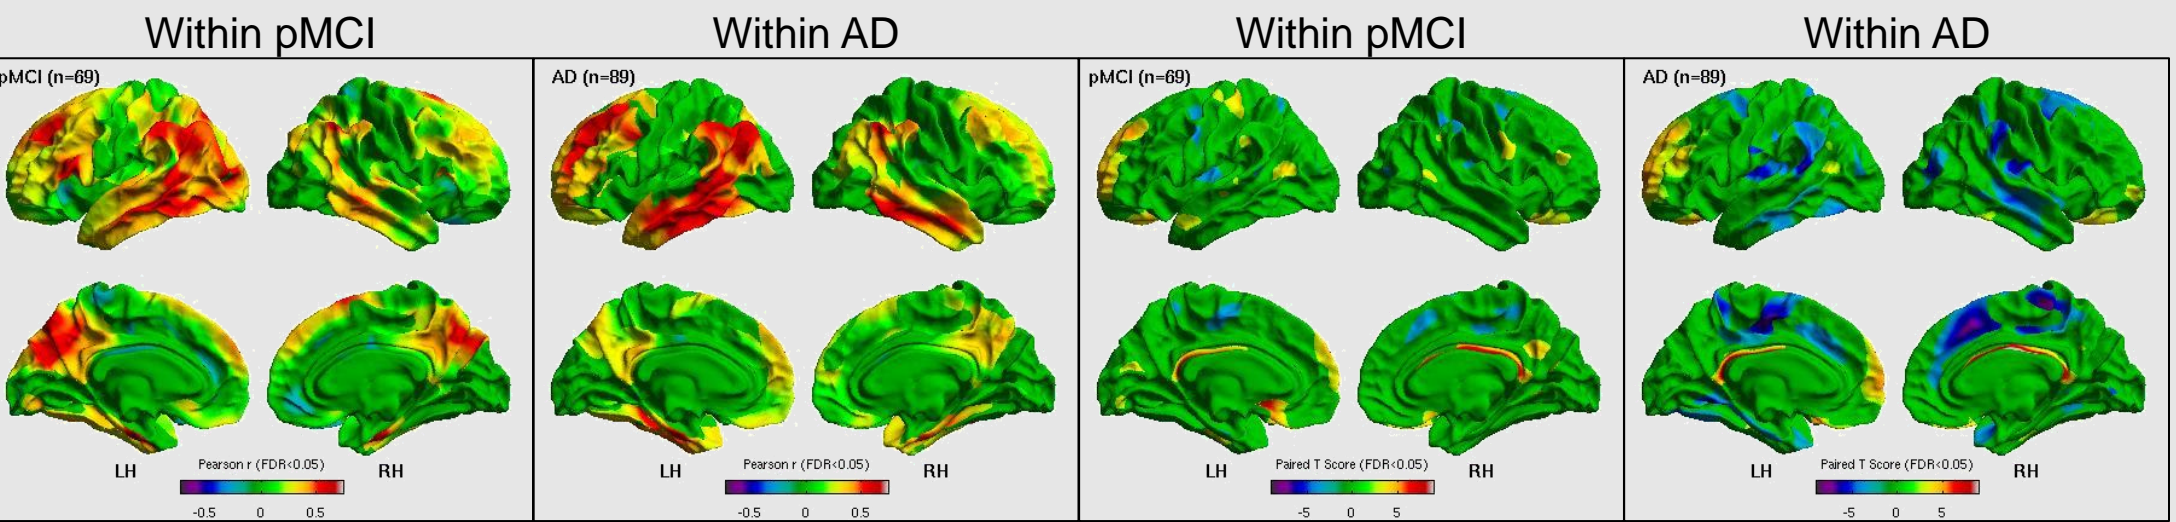 Within pMCI
Within AD
Within pMCI
Within AD
pMCI (n=69)
AD (n=89)
pMCI (n=69)
AD (n=89)
LH
Pearson r (FDR<0.05)
RH
-0.5 0 0.5
LH
Pearson r (FDR<0.05)
RH
-0.5 0 0.5
LH
Paired T Score (FDR<0.05)
RH
-5 0 5
LH
Paired T Score (FDR<0.05)
RH
-5 0 5